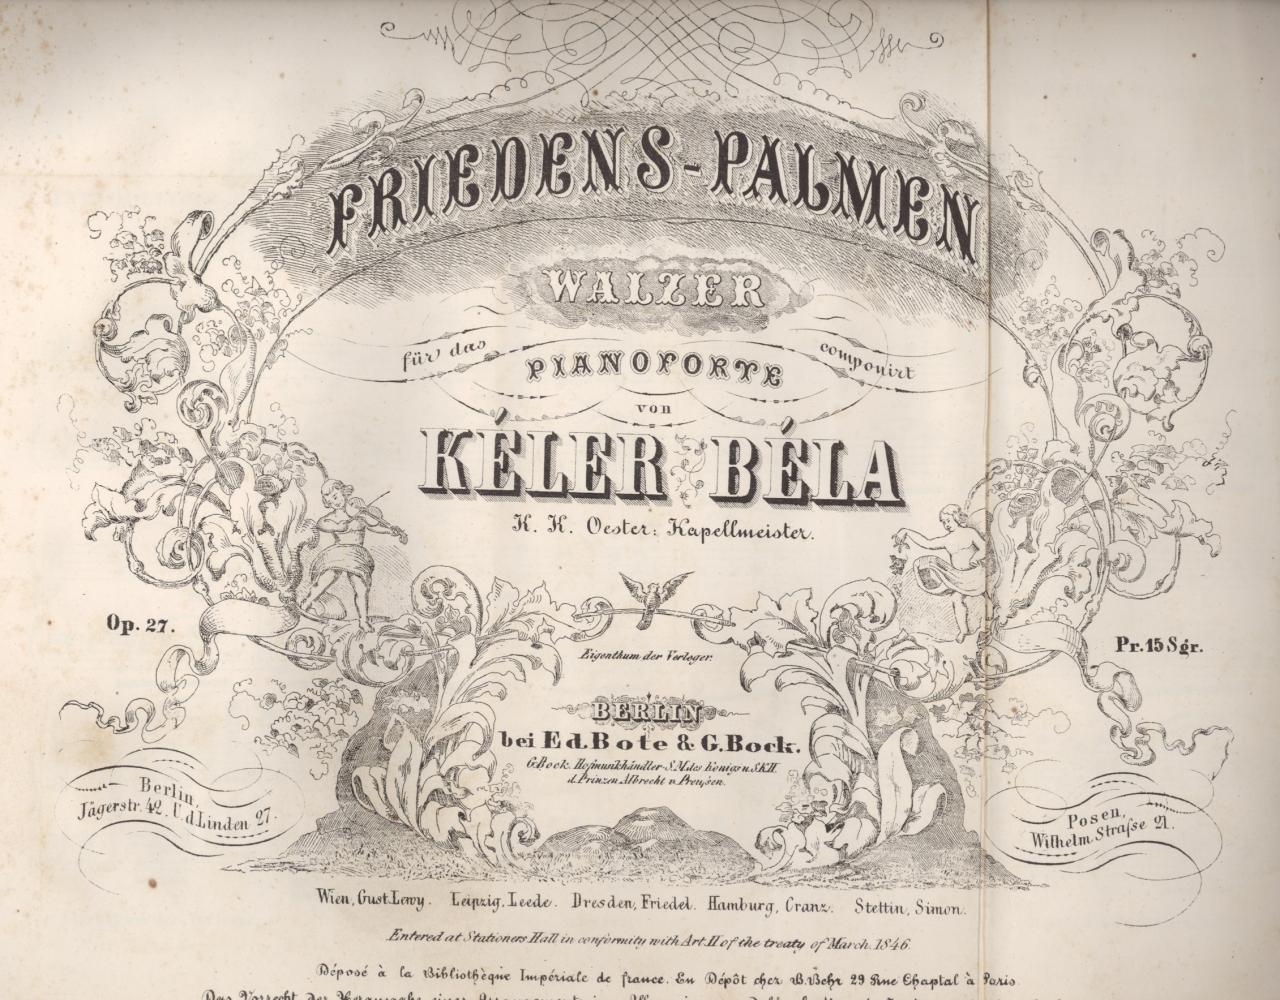 FRIEDENS-PALMEN
WALZER
für das PIANOFORTE componirt
von
KÉLER BÉLA
K. K. Oester: Kapellmeister.
Op. 27.
Pr. 15 Sgr.
Eigenthum der Verleger.
BERLIN
bei Ed. Bote & G. Bock.
G. Bock, Hofmusikhändler S.M. des Königs u. S.K.H.
d. Prinzen Albrecht v. Preussen.
Berlin,
Jägerstr. 42. U. d. Linden 27.
Posen,
Wilhelm Strasse 21.
Wien, Gust. Lewy. Leipzig, Leede. Dresden, Friedel. Hamburg, Cranz. Stettin, Simon.
Entered at Stationers Hall in conformity with Art II of the treaty of March. 1846.
Déposé à la Bibliothèque Impériale de france. En Dépôt chez B. Behr 29 Rue Chaptal à Paris.